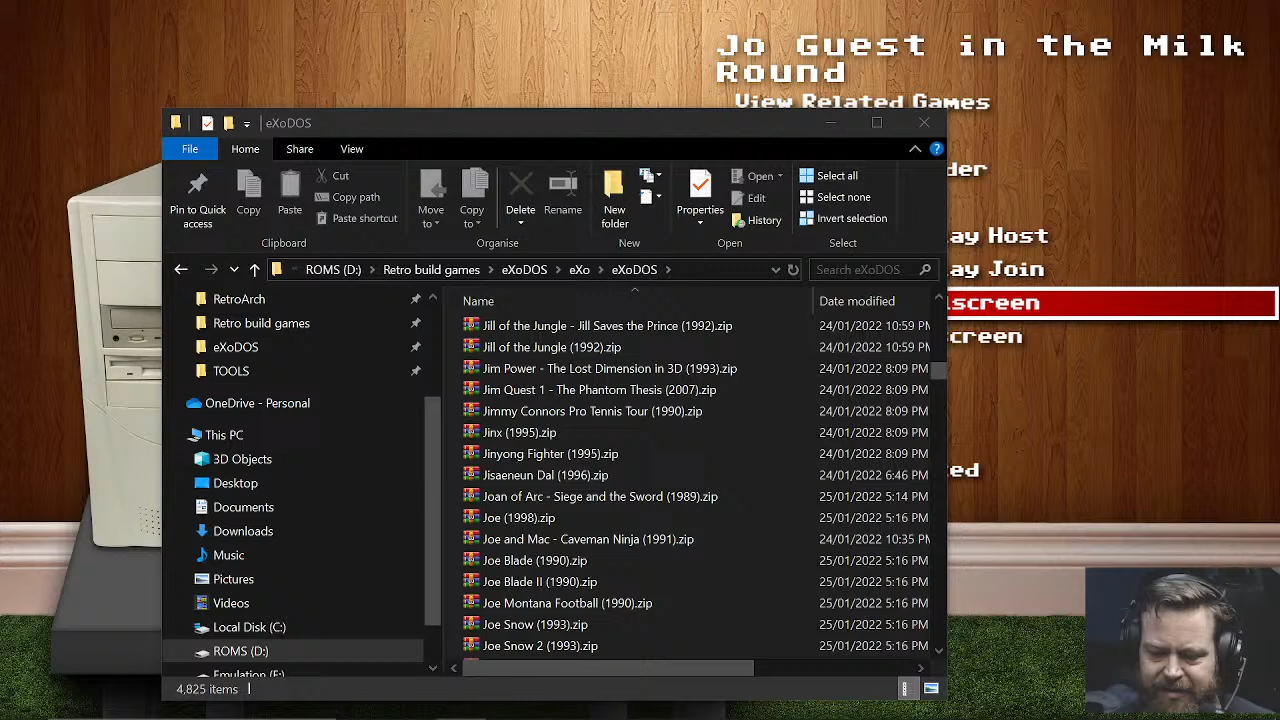 Jo Guest in the Milk
Round
View Related Games
eXoDOS
File Home Share View
Pin to Quick access
Copy
Paste
Cut
Copy path
Paste shortcut
Clipboard
Move to
Copy to
Delete
Rename
Organise
New folder
New
Properties
Open
Edit
History
Open
Select all
Select none
Invert selection
Select
ROMS (D:) > Retro build games > eXoDOS > eXo > eXoDOS >
Search eXoDOS
der
ay Host
ay Join
screen
creen
ed
RetroArch
Retro build games
eXoDOS
TOOLS
OneDrive - Personal
This PC
3D Objects
Desktop
Documents
Downloads
Music
Pictures
Videos
Local Disk (C:)
ROMS (D:)
Emulation (E:)
Name Date modified
Jill of the Jungle - Jill Saves the Prince (1992).zip 24/01/2022 10:59 PM
Jill of the Jungle (1992).zip 24/01/2022 10:59 PM
Jim Power - The Lost Dimension in 3D (1993).zip 24/01/2022 8:09 PM
Jim Quest 1 - The Phantom Thesis (2007).zip 24/01/2022 8:09 PM
Jimmy Connors Pro Tennis Tour (1990).zip 24/01/2022 8:09 PM
Jinx (1995).zip 24/01/2022 8:09 PM
Jinyong Fighter (1995).zip 24/01/2022 8:09 PM
Jisaeneun Dal (1996).zip 24/01/2022 6:46 PM
Joan of Arc - Siege and the Sword (1989).zip 25/01/2022 5:14 PM
Joe (1998).zip 25/01/2022 5:16 PM
Joe and Mac - Caveman Ninja (1991).zip 24/01/2022 10:35 PM
Joe Blade (1990).zip 25/01/2022 5:16 PM
Joe Blade II (1990).zip 25/01/2022 5:16 PM
Joe Montana Football (1990).zip 25/01/2022 5:16 PM
Joe Snow (1993).zip 25/01/2022 5:16 PM
Joe Snow 2 (1993).zip 25/01/2022 5:16 PM
4,825 items